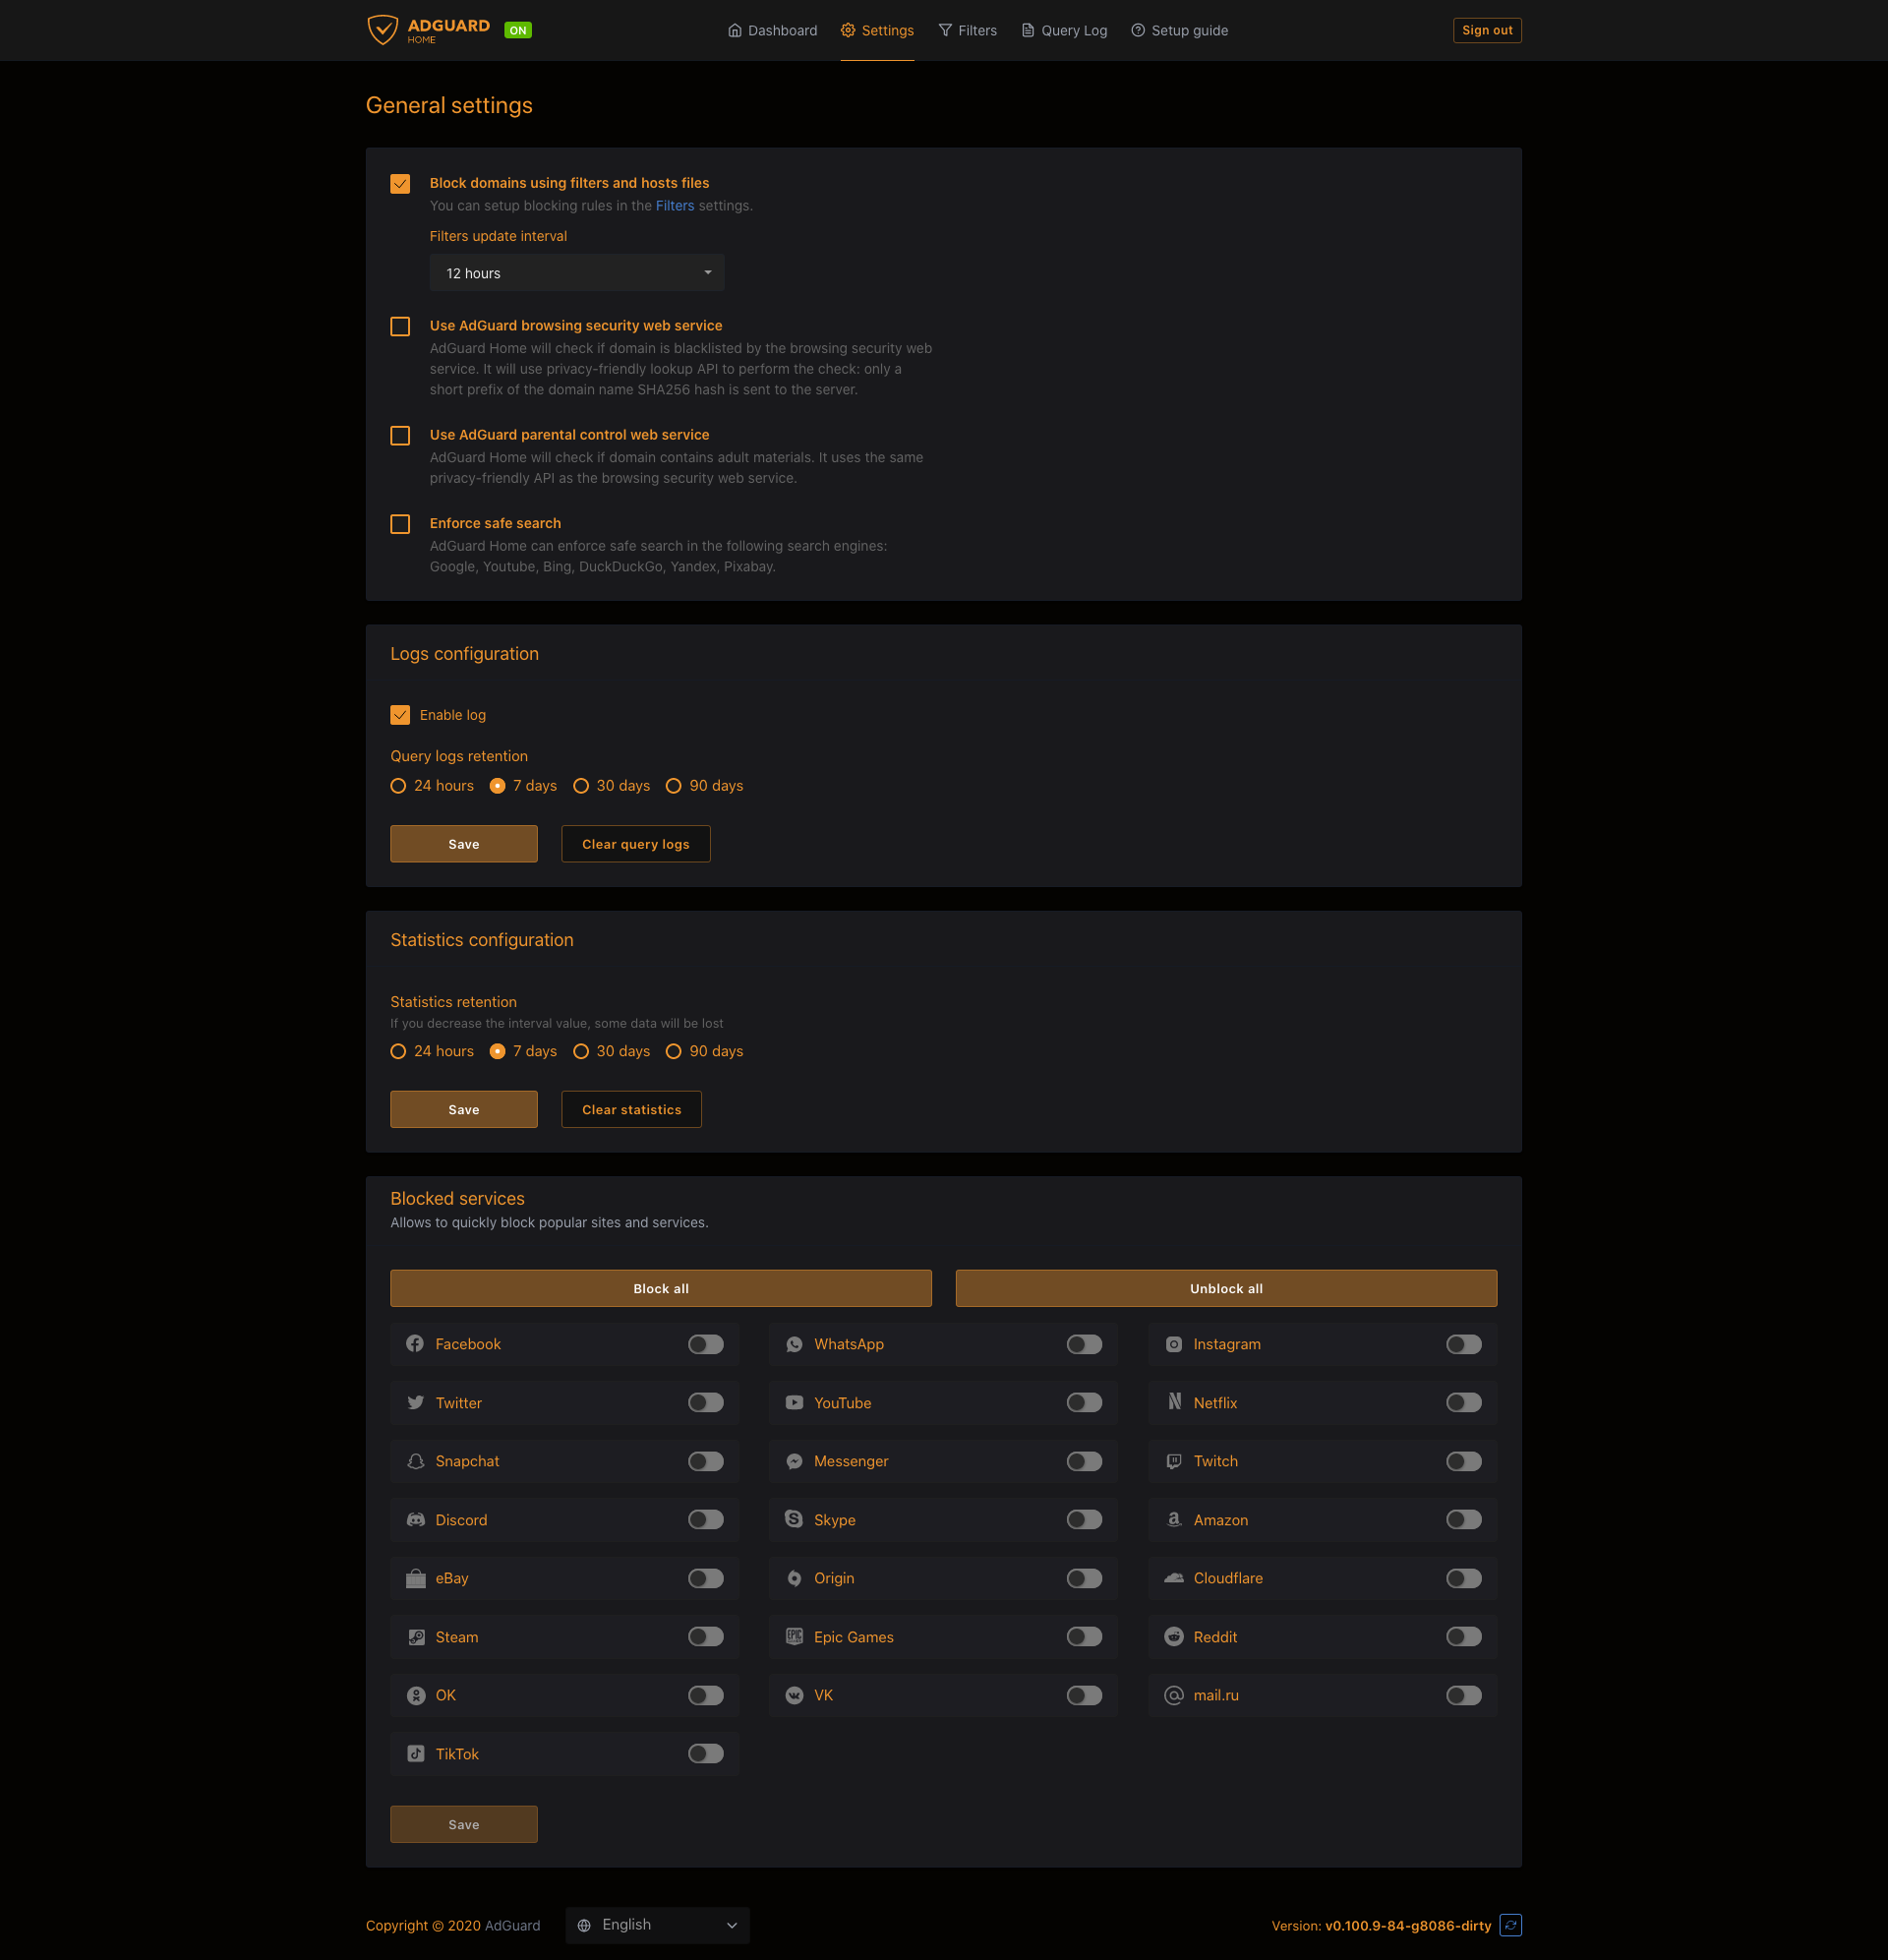 ADGUARD
HOME
ON
Dashboard
Settings
Filters
Query Log
Setup guide
Sign out
General settings
Block domains using filters and hosts files
You can setup blocking rules in the Filters settings.
Filters update interval
12 hours
Use AdGuard browsing security web service
AdGuard Home will check if domain is blacklisted by the browsing security web
service. It will use privacy-friendly lookup API to perform the check: only a
short prefix of the domain name SHA256 hash is sent to the server.
Use AdGuard parental control web service
AdGuard Home will check if domain contains adult materials. It uses the same
privacy-friendly API as the browsing security web service.
Enforce safe search
AdGuard Home can enforce safe search in the following search engines:
Google, Youtube, Bing, DuckDuckGo, Yandex, Pixabay.
Logs configuration
Enable log
Query logs retention
24 hours 7 days 30 days 90 days
Save
Clear query logs
Statistics configuration
Statistics retention
If you decrease the interval value, some data will be lost
24 hours 7 days 30 days 90 days
Save
Clear statistics
Blocked services
Allows to quickly block popular sites and services.
Block all
Unblock all
Facebook
WhatsApp
Instagram
Twitter
YouTube
Netflix
Snapchat
Messenger
Twitch
Discord
Skype
Amazon
eBay
Origin
Cloudflare
Steam
Epic Games
Reddit
OK
VK
mail.ru
TikTok
Save
Copyright © 2020 AdGuard
English
Version: v0.100.9-84-g8086-dirty